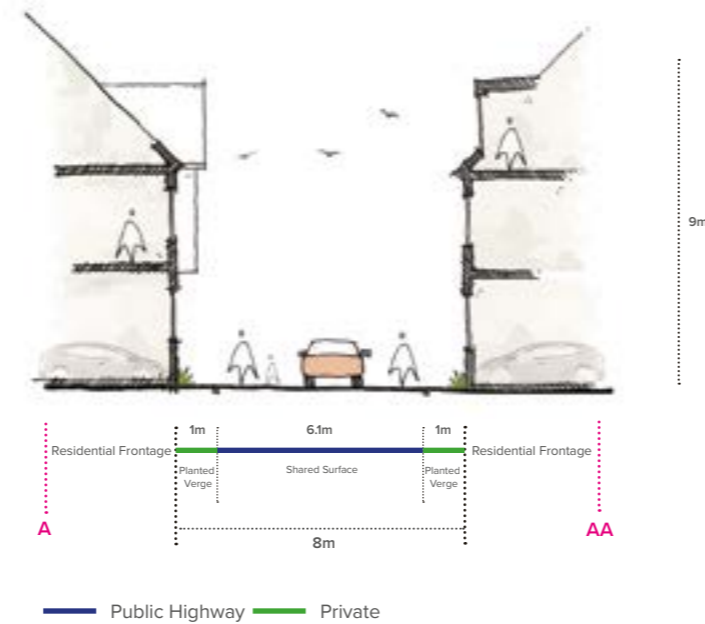 9m
1m
6.1m
1m
Residential Frontage
Residential Frontage
Planted
Verge
Shared Surface
Planted
Verge
A
AA
8m
Public Highway
Private